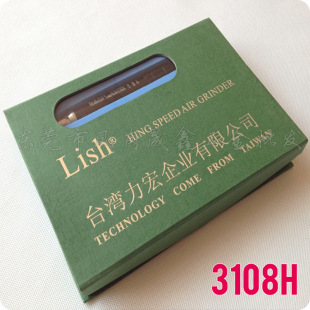 Lish® HING SPEED AIR GRINDER
台湾力宏企业有限公司
TECHNOLOGY COME FROM TAIWAN
3108H